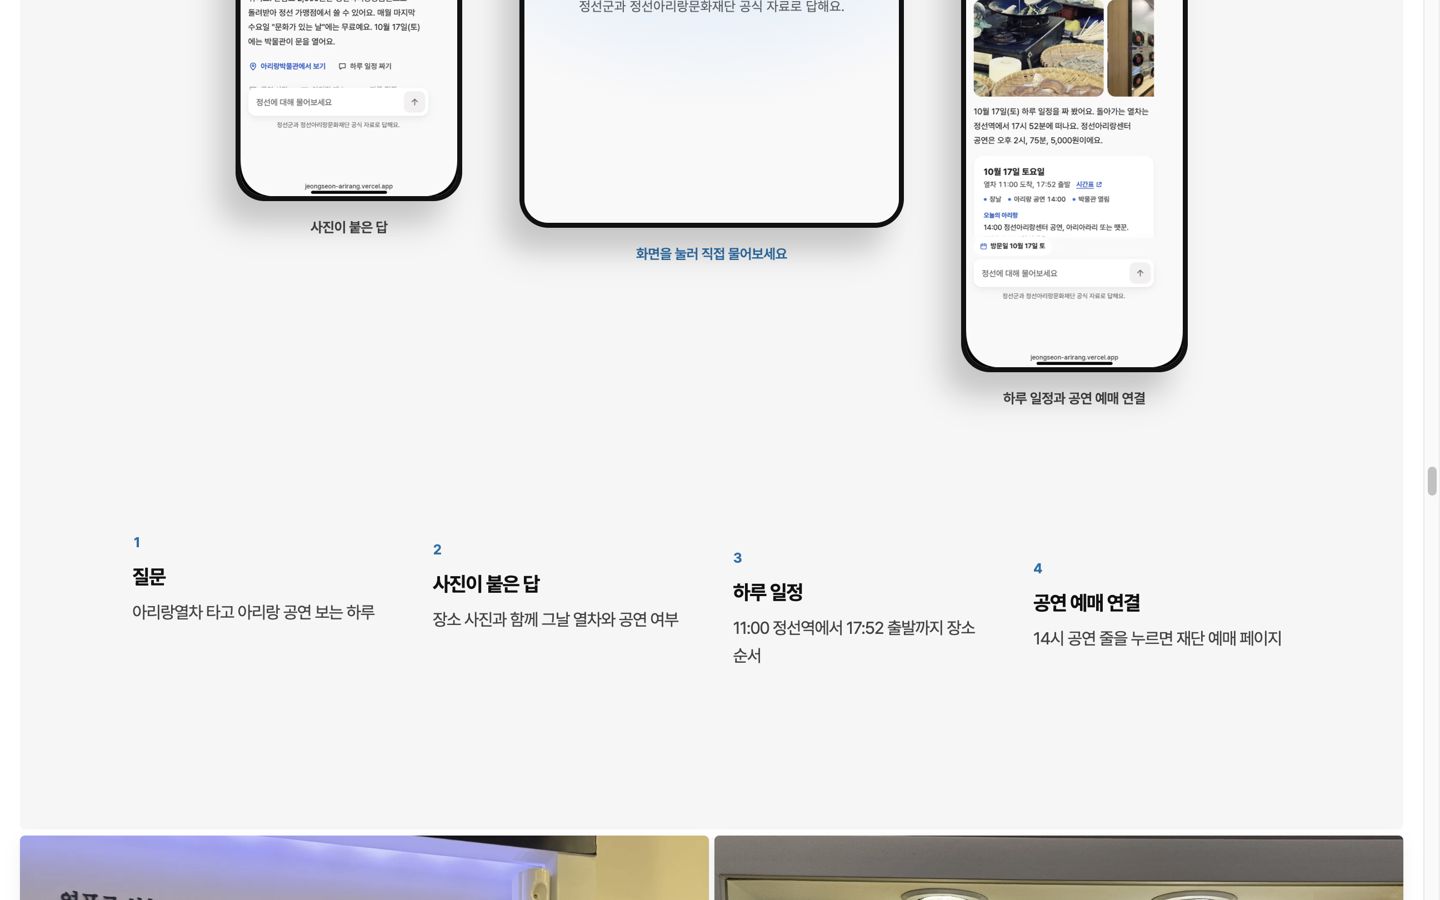 돌려받아 정선 가맹점에서 쓸 수 있어요. 매월 마지막
수요일 "문화가 있는 날"에는 무료예요. 10월 17일(토)
에는 박물관이 문을 열어요.
아리랑박물관에서 보기
하루 일정 짜기
정선에 대해 물어보세요
정선군과 정선아리랑문화재단 공식 자료로 답해요.
jeongseon-arirang.vercel.app
사진이 붙은 답
정선군과 정선아리랑문화재단 공식 자료로 답해요.
화면을 눌러 직접 물어보세요
10월 17일(토) 하루 일정을 짜 봤어요. 돌아가는 열차는
정선역에서 17시 52분에 떠나요. 정선아리랑센터
공연은 오후 2시, 75분, 5,000원이에요.
10월 17일 토요일
열차 11:00 도착, 17:52 출발 · 시간표
장날 아리랑 공연 14:00 박물관 열림
오늘의 아리랑
14:00 정선아리랑센터 공연, 아리아라리 또는 뗏꾼.
방문일 10월 17일 토
정선에 대해 물어보세요
정선군과 정선아리랑문화재단 공식 자료로 답해요.
jeongseon-arirang.vercel.app
하루 일정과 공연 예매 연결
1
질문
아리랑열차 타고 아리랑 공연 보는 하루
2
사진이 붙은 답
장소 사진과 함께 그날 열차와 공연 여부
3
하루 일정
11:00 정선역에서 17:52 출발까지 장소
순서
4
공연 예매 연결
14시 공연 줄을 누르면 재단 예매 페이지